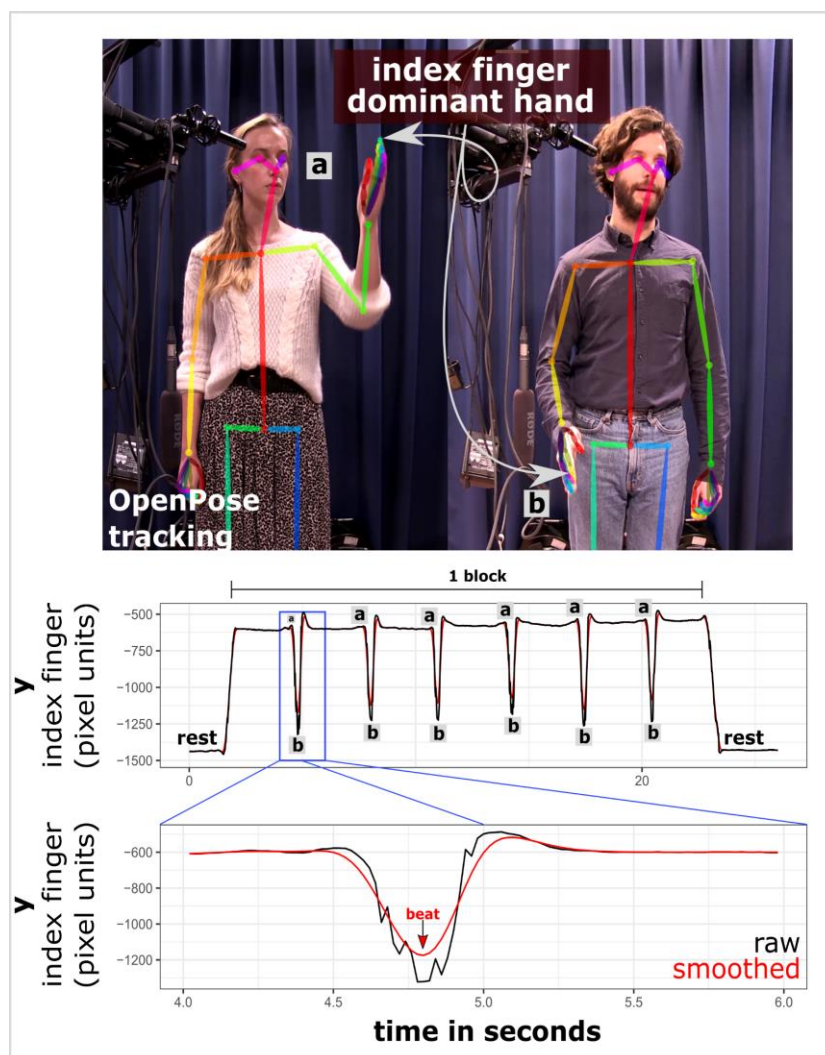 index finger
dominant hand
a
b
RODE
OpenPose
tracking
1 block
y
index finger
(pixel units)
−500
−750
−1000
−1250
−1500
a
a
a
a
a
a
b
b
b
b
b
b
rest
rest
0
20
y
index finger
(pixel units)
−600
−800
−1000
−1200
beat
raw
smoothed
4.0
4.5
5.0
5.5
6.0
time in seconds